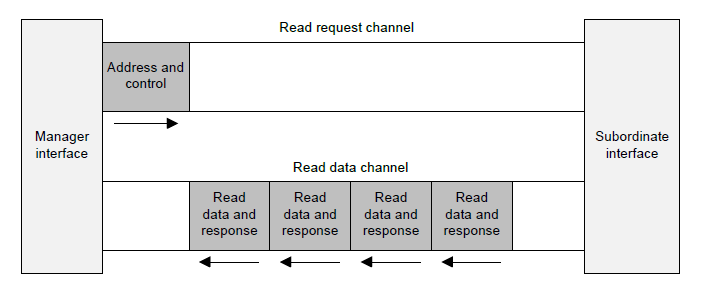 Read request channel
Address and
control
Manager
interface
Subordinate
interface
Read data channel
Read
data and
response
Read
data and
response
Read
data and
response
Read
data and
response